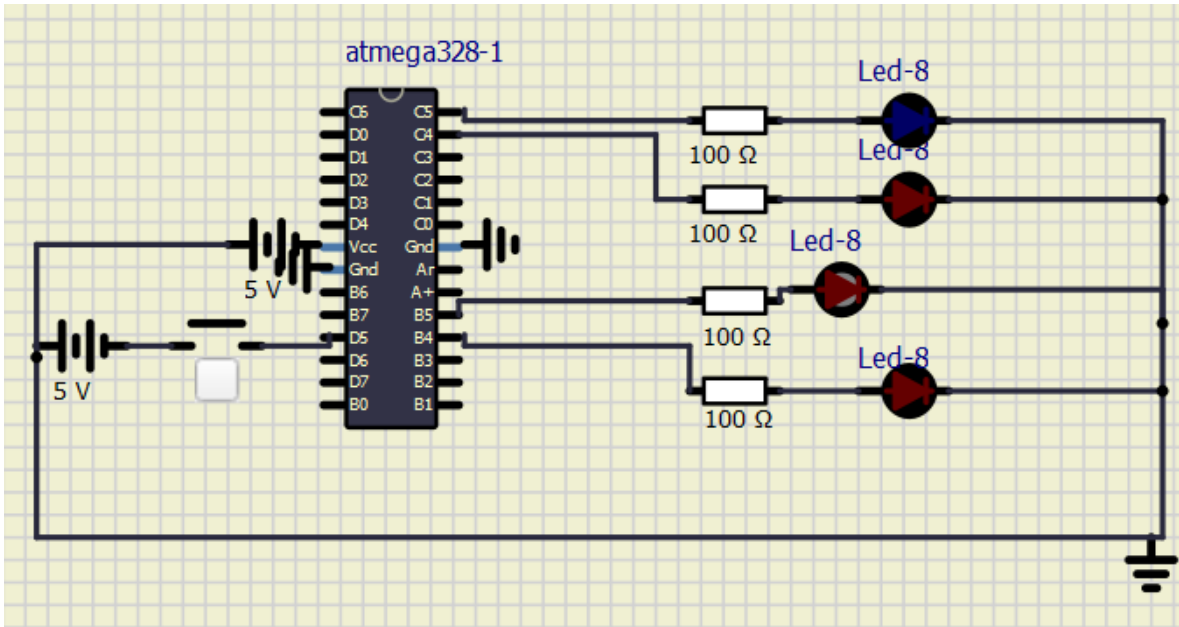 atmega328-1
C6
D0
D1
D2
D3
D4
Vcc
Gnd
B6
B7
D5
D6
D7
B0
C5
C4
C3
C2
C1
C0
Gnd
Ar
A+
B5
B4
B3
B2
B1
5 V
5 V
Led-8
100 Ω
Led-8
100 Ω
Led-8
100 Ω
Led-8
100 Ω